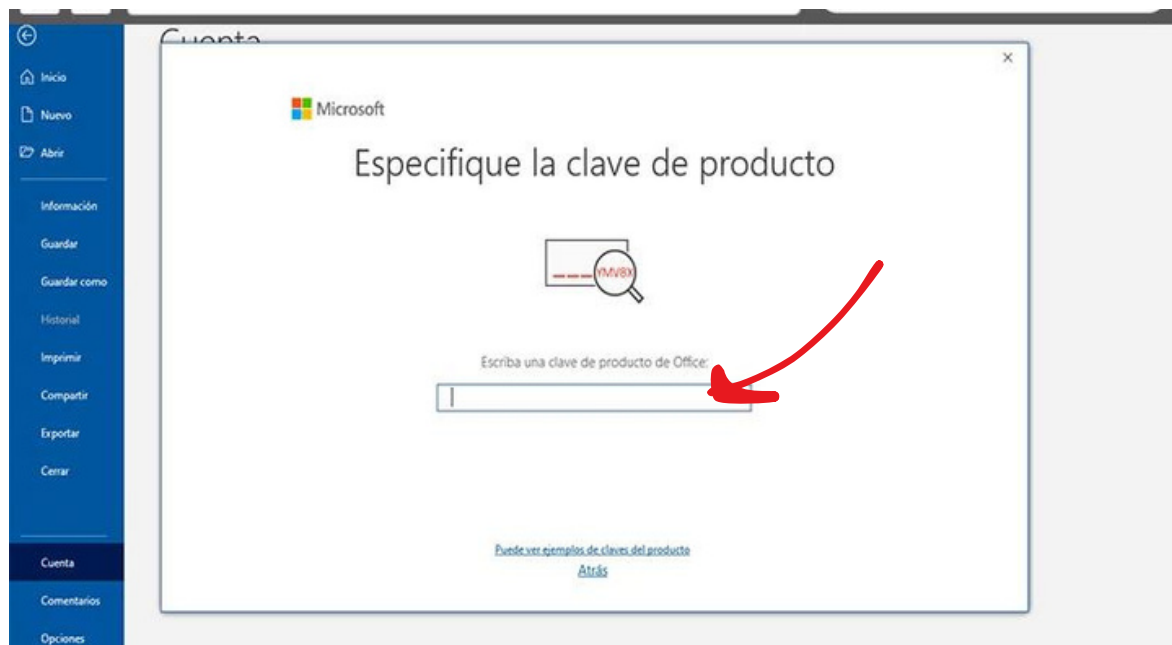 Cuenta
Inicio
Nuevo
Abrir
Información
Guardar
Guardar como
Historial
Imprimir
Compartir
Exportar
Cerrar
Cuenta
Comentarios
Opciones
Microsoft
Especifique la clave de producto
YMV8X
Escriba una clave de producto de Office:
Puede ver ejemplos de claves del producto
Atrás